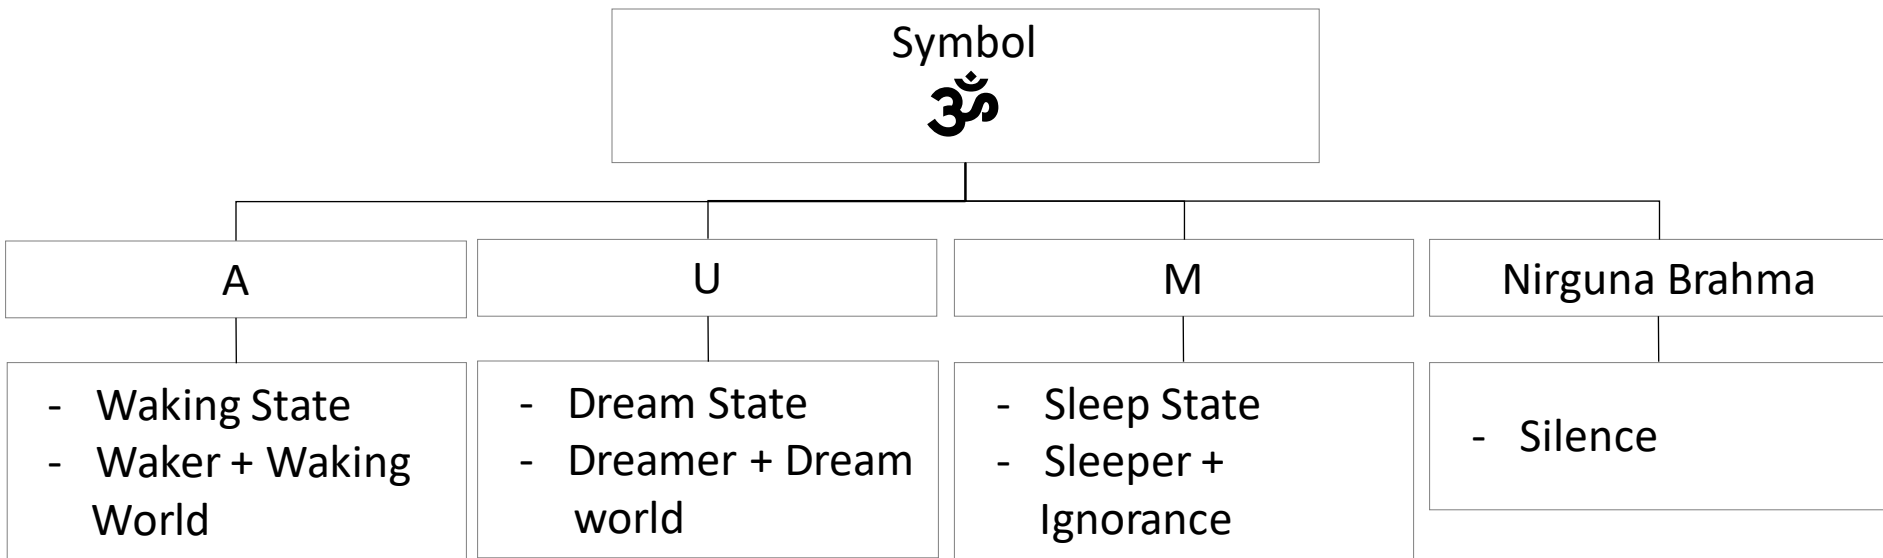 Symbol
ॐ
A
U
M
Nirguna Brahma
- Waking State
- Waker + Waking
World
- Dream State
- Dreamer + Dream
world
- Sleep State
- Sleeper +
Ignorance
- Silence